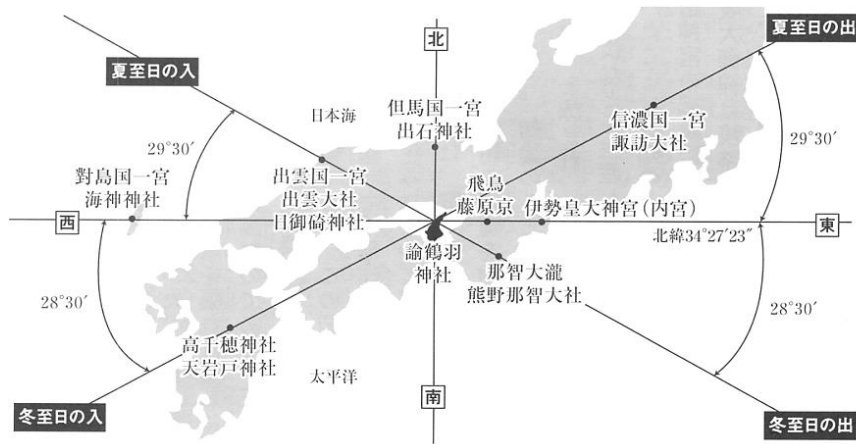 北
夏至日の出
夏至日の入
日本海
但馬国一宮
出石神社
信濃国一宮
諏訪大社
29°30′
29°30′
對島国一宮
海神神社
出雲国一宮
出雲大社
日御碕神社
飛鳥
藤原京
伊勢皇大神宮(内宮)
西
東
北緯34°27′23″
諭鶴羽
神社
那智大瀧
熊野那智大社
28°30′
28°30′
高千穂神社
天岩戸神社
太平洋
南
冬至日の入
冬至日の出